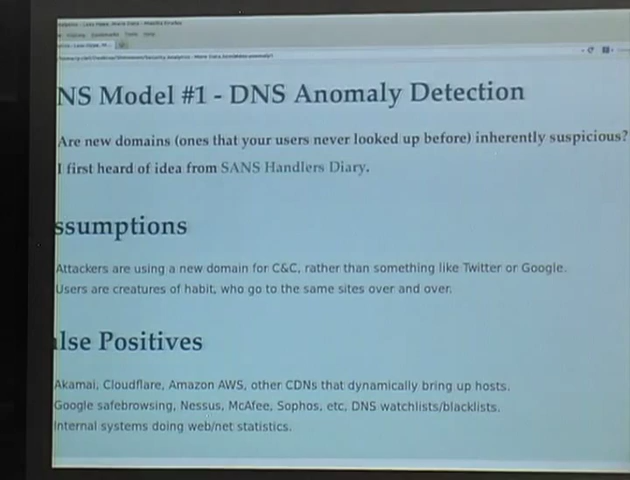 NS Model #1 - DNS Anomaly Detection
Are new domains (ones that your users never looked up before) inherently suspicious?
I first heard of idea from SANS Handlers Diary.
ssumptions
Attackers are using a new domain for C&C, rather than something like Twitter or Google.
Users are creatures of habit, who go to the same sites over and over.
alse Positives
Akamai, Cloudflare, Amazon AWS, other CDNs that dynamically bring up hosts.
Google safebrowsing, Nessus, McAfee, Sophos, etc, DNS watchlists/blacklists.
Internal systems doing web/net statistics.